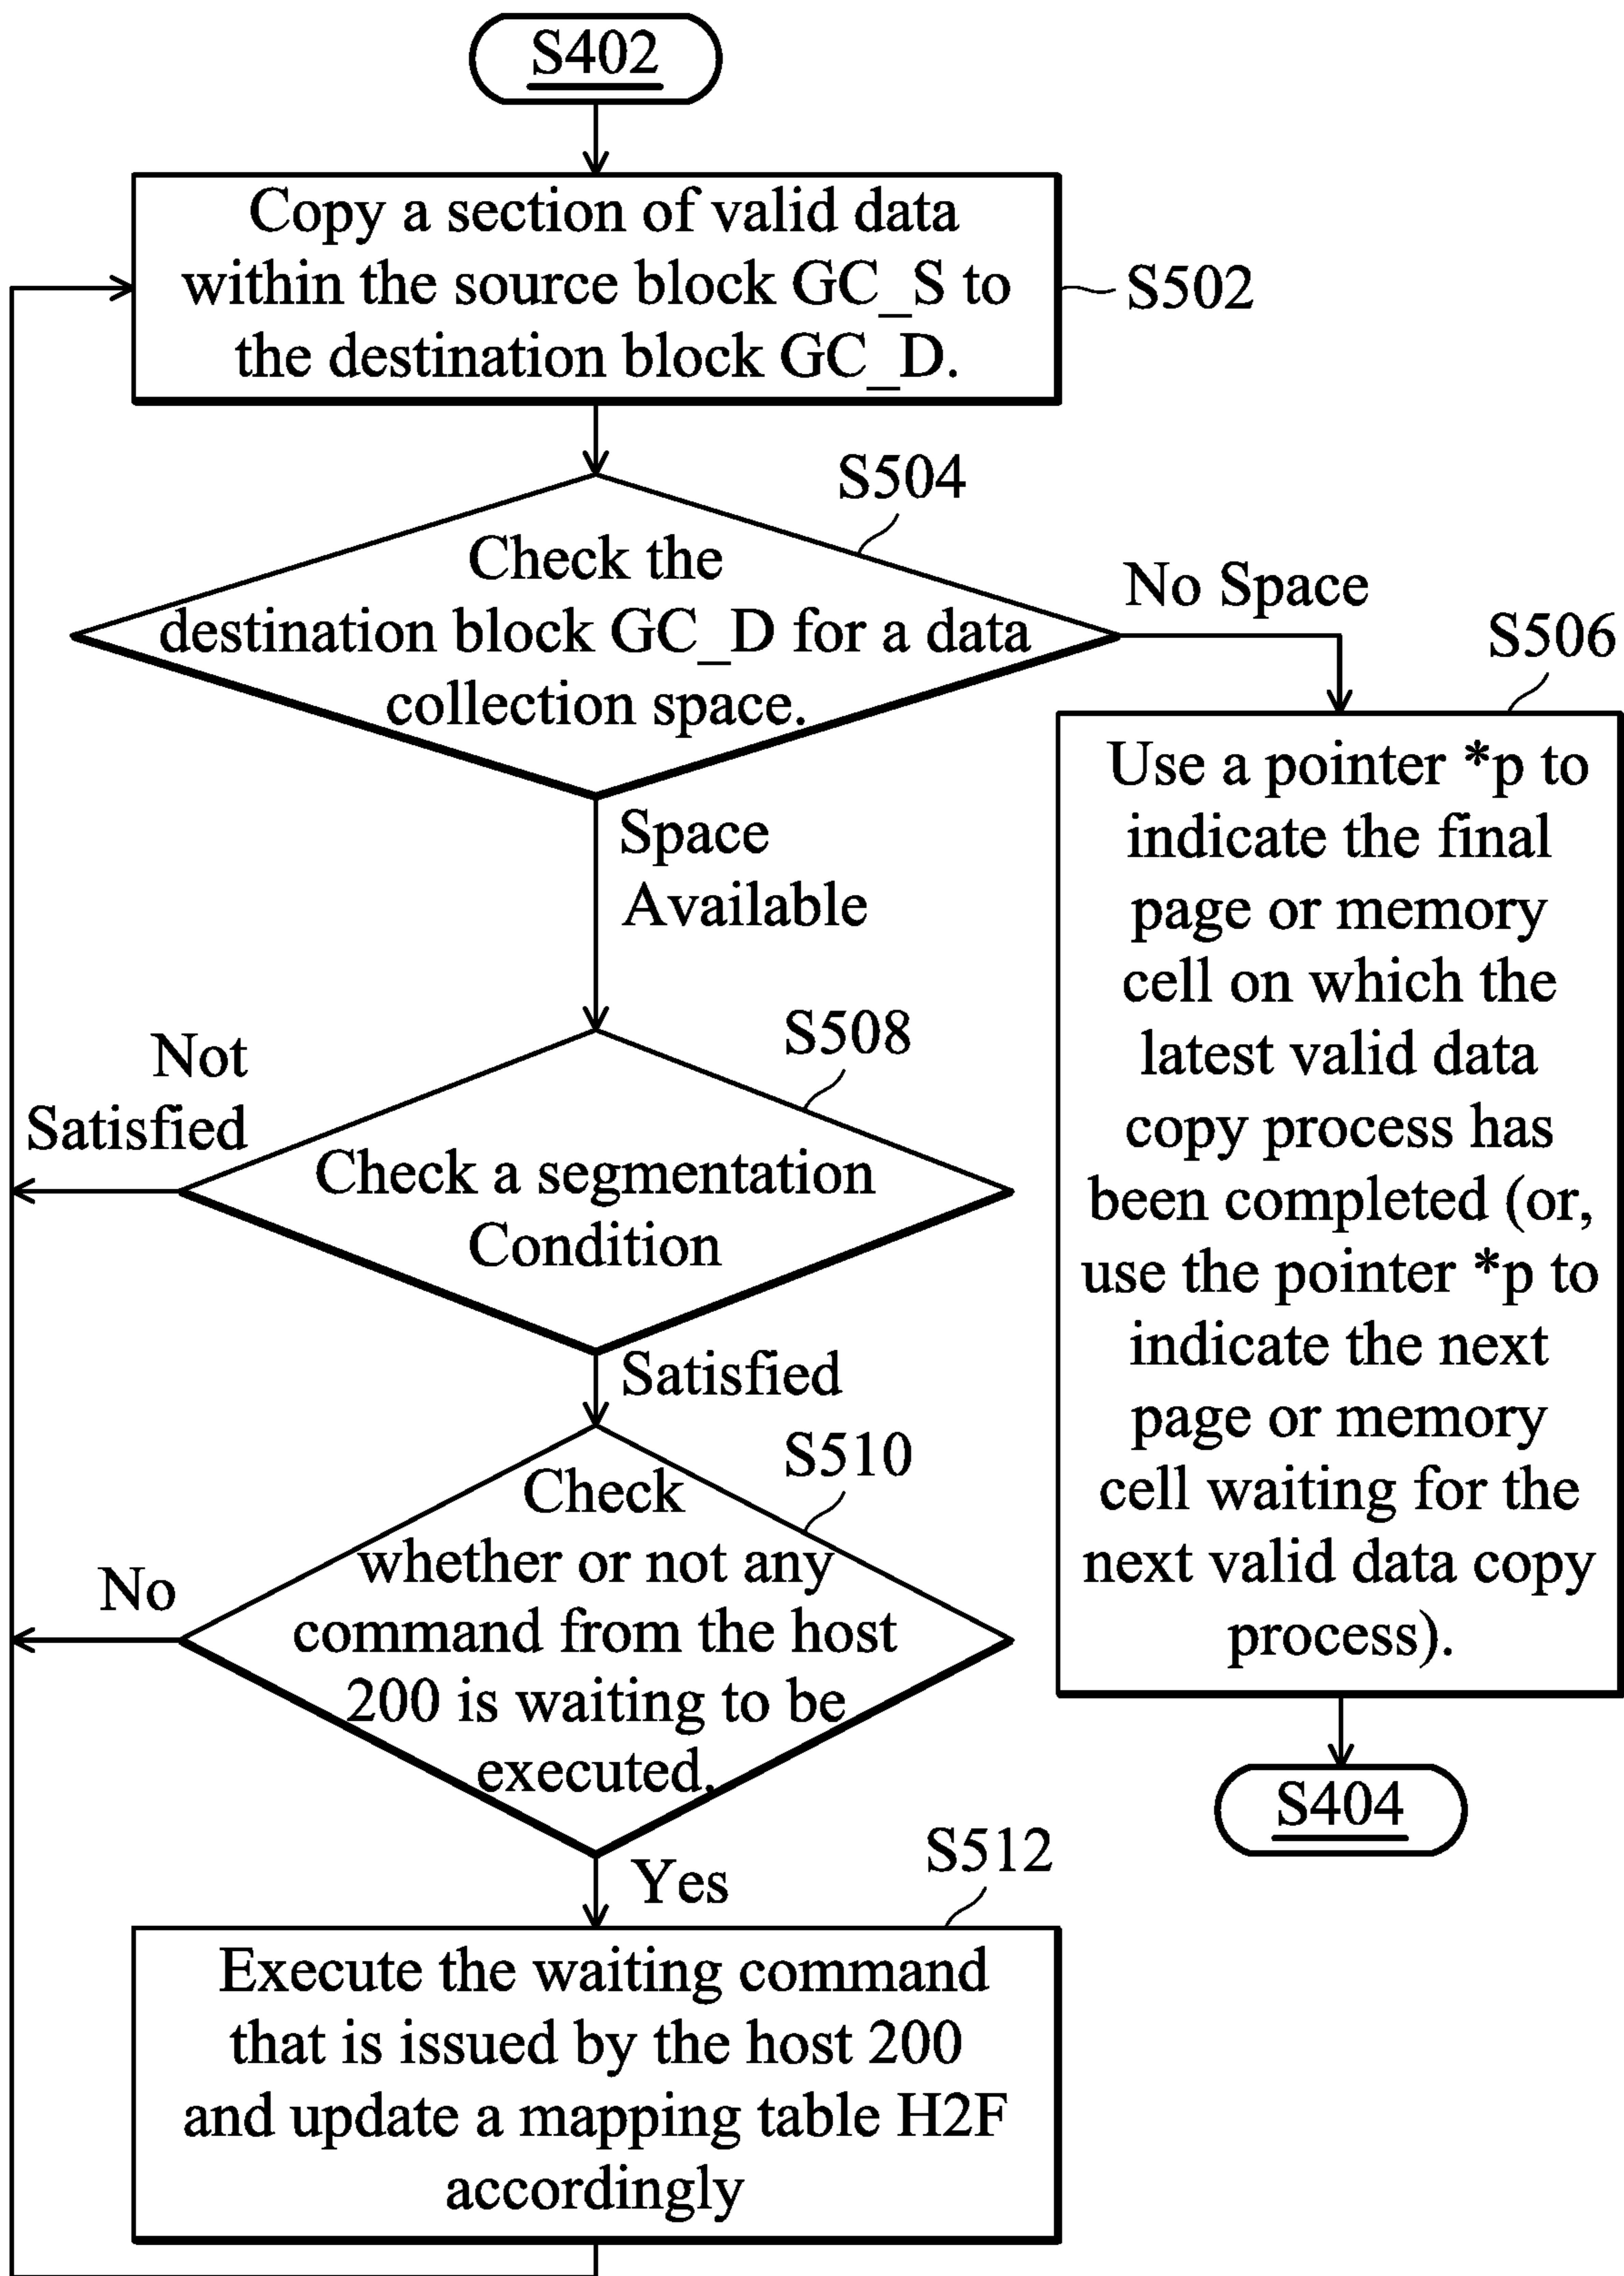 S402
Copy a section of valid data
within the source block GC_S to
the destination block GC_D.
S502
S504
Check the
destination block GC_D for a data
collection space.
No Space
S506
Use a pointer *p to
indicate the final
page or memory
cell on which the
latest valid data
copy process has
been completed (or,
use the pointer *p to
indicate the next
page or memory
cell waiting for the
next valid data copy
process).
S404
Space
Available
S508
Not
Satisfied
Check a segmentation
Condition
Satisfied
S510
Check
whether or not any
command from the host
200 is waiting to be
executed.
No
Yes
S512
Execute the waiting command
that is issued by the host 200
and update a mapping table H2F
accordingly